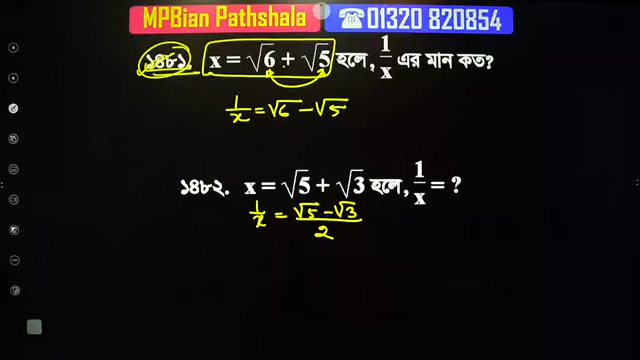 MPBian Pathshala ☎01320 820854
১৪৮১. x = √6 + √5 হলে, 1/x এর মান কত?
1/x = √6 − √5
১৪৮২. x = √5 + √3 হলে, 1/x = ?
1/x = (√5 − √3)/2